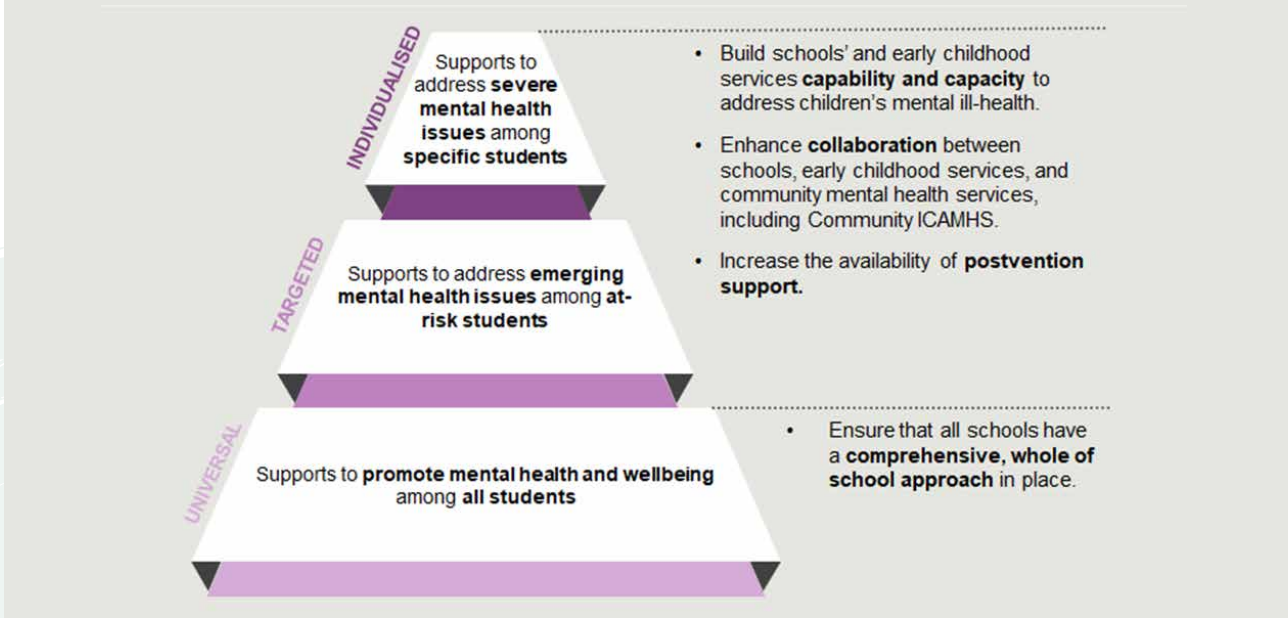 INDIVIDUALISED
Supports to
address severe
mental health
issues among
specific students
• Build schools’ and early childhood
services capability and capacity to
address children’s mental ill-health.
• Enhance collaboration between
schools, early childhood services, and
community mental health services,
including Community ICAMHS.
• Increase the availability of postvention
support.
TARGETED
Supports to address emerging
mental health issues among at-
risk students
UNIVERSAL
Supports to promote mental health and wellbeing
among all students
• Ensure that all schools have
a comprehensive, whole of
school approach in place.